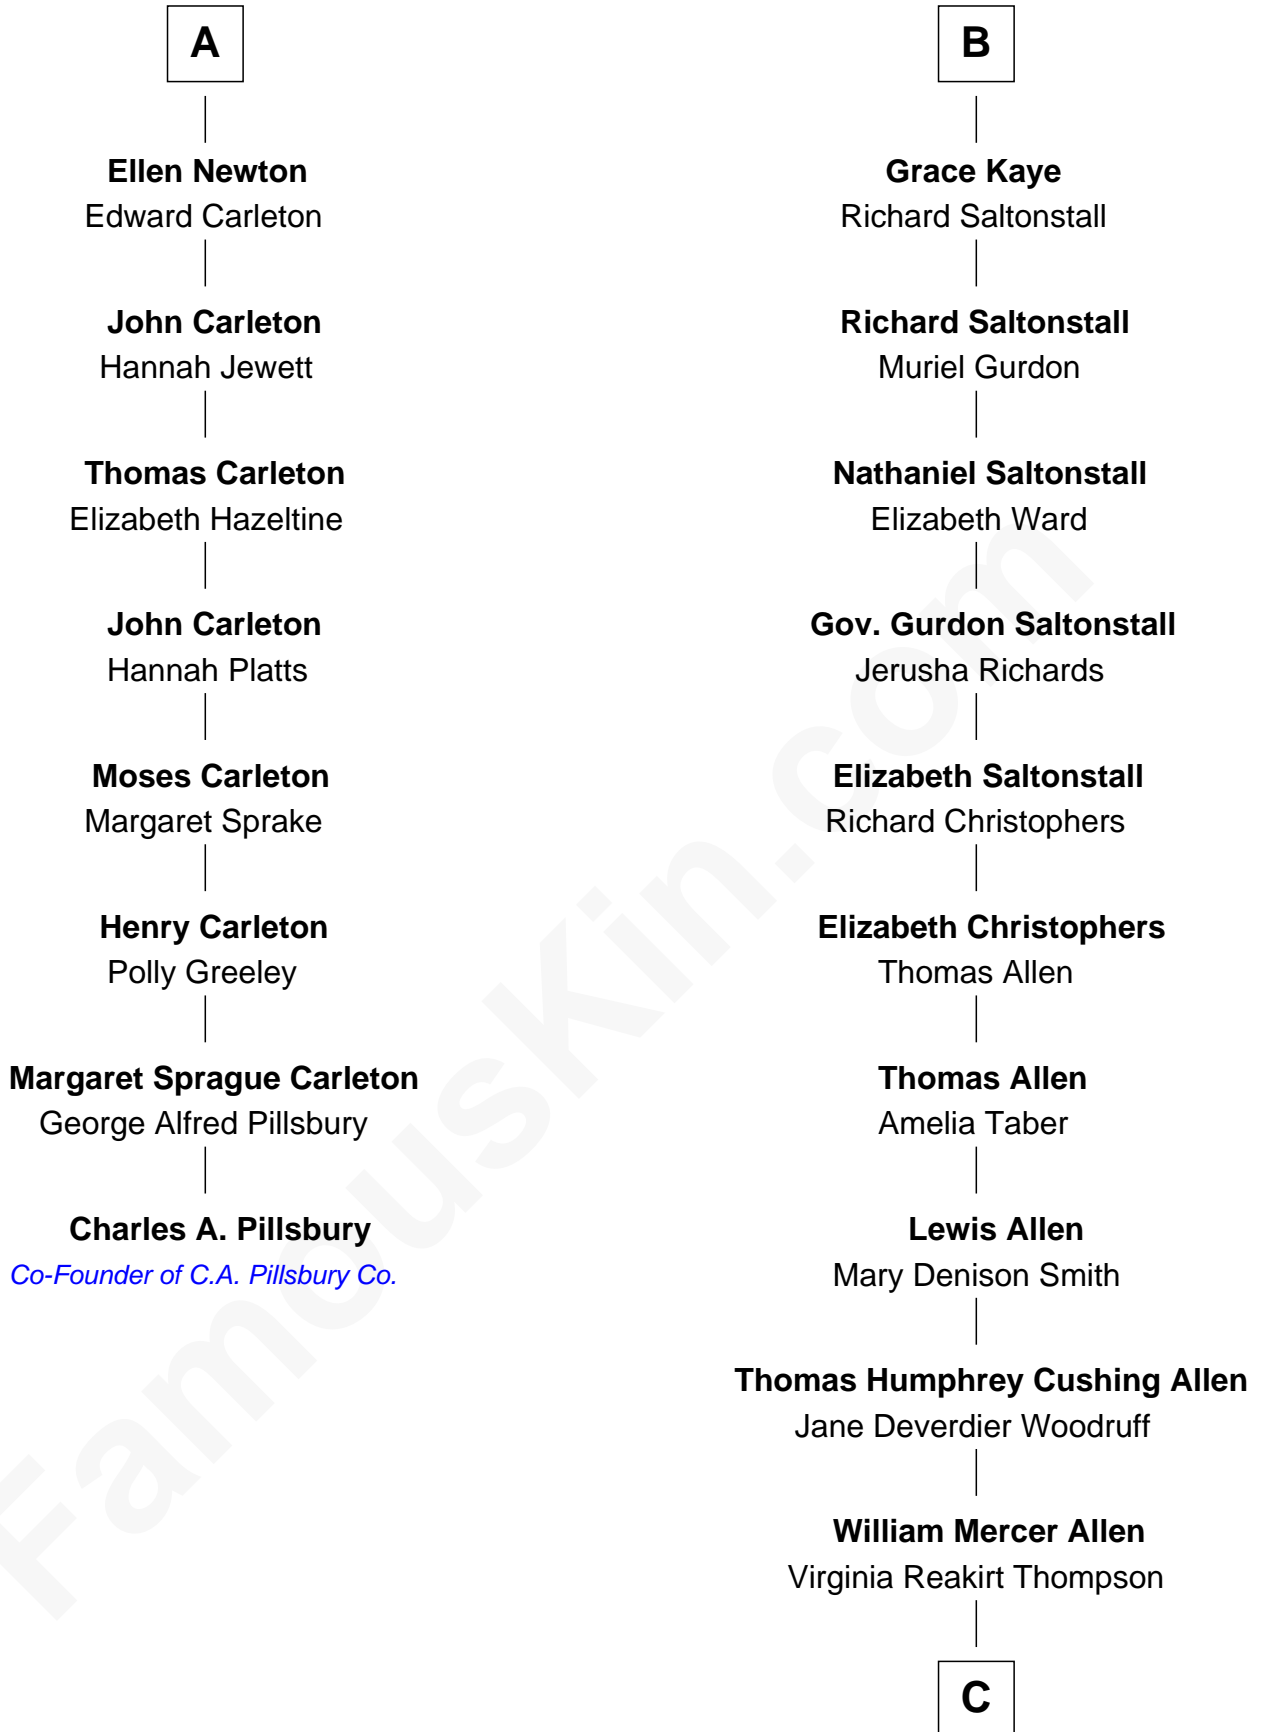 A
Ellen Newton
Edward Carleton
John Carleton
Hannah Jewett
Thomas Carleton
Elizabeth Hazeltine
John Carleton
Hannah Platts
Moses Carleton
Margaret Sprake
Henry Carleton
Polly Greeley
Margaret Sprague Carleton
George Alfred Pillsbury
Charles A. Pillsbury
Co-Founder of C.A. Pillsbury Co.
B
Grace Kaye
Richard Saltonstall
Richard Saltonstall
Muriel Gurdon
Nathaniel Saltonstall
Elizabeth Ward
Gov. Gurdon Saltonstall
Jerusha Richards
Elizabeth Saltonstall
Richard Christophers
Elizabeth Christophers
Thomas Allen
Thomas Allen
Amelia Taber
Lewis Allen
Mary Denison Smith
Thomas Humphrey Cushing Allen
Jane Deverdier Woodruff
William Mercer Allen
Virginia Reakirt Thompson
C
FamousKin.com